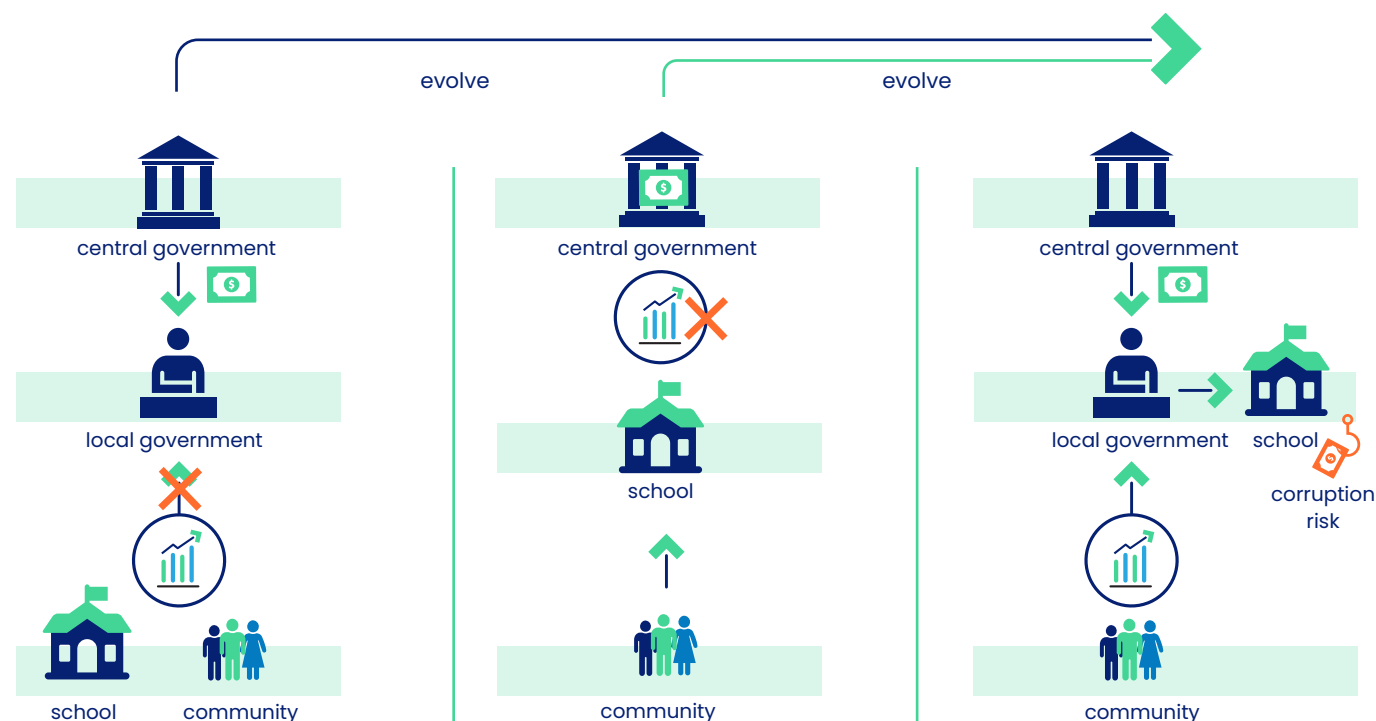 evolve
evolve
central government
$
local government
school
community
$
central government
school
community
central government
$
local government
school
$
corruption
risk
community